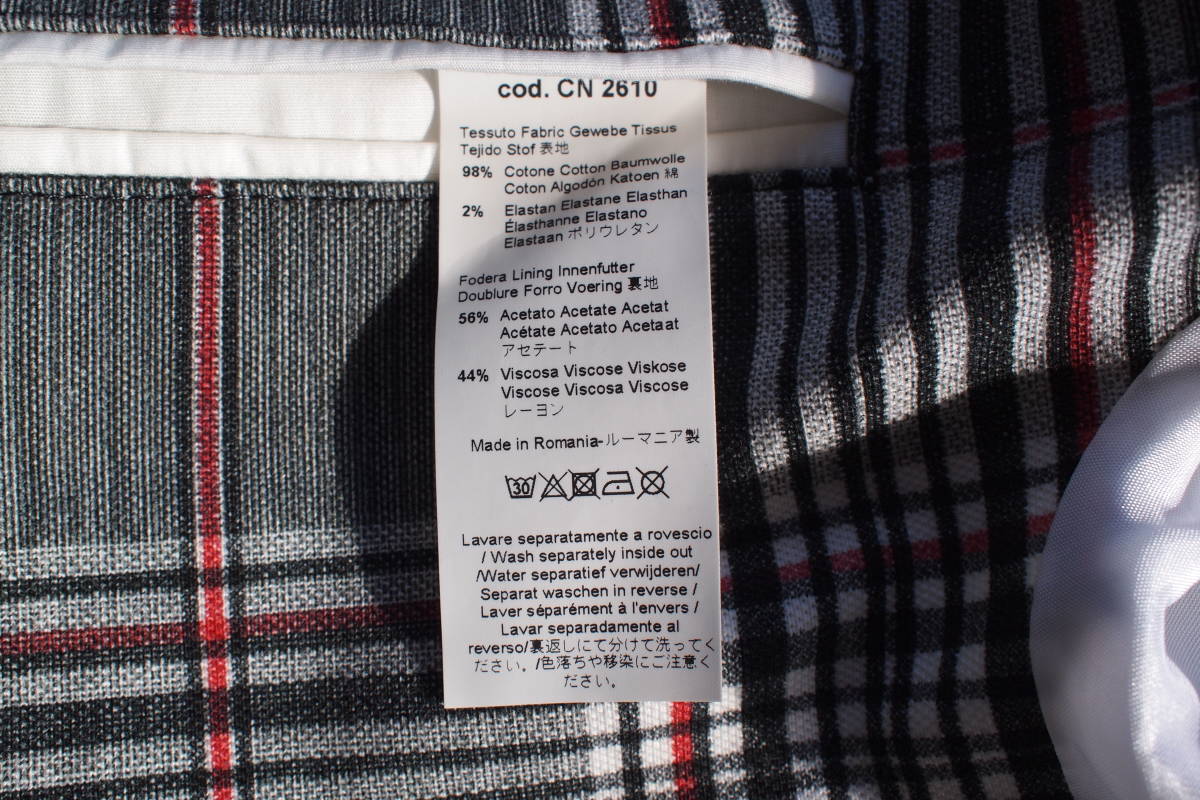 cod. CN 2610
Tessuto Fabric Gewebe Tissus
Tejido Stof 表地
98% Cotone Cotton Baumwolle
Coton Algodón Katoen 綿
2% Elastan Elastane Elasthan
Élasthanne Elastano
Elastaan ポリウレタン
Fodera Lining Innenfutter
Doublure Forro Voering 裏地
56% Acetato Acetate Acetat
Acétate Acetato Acetaat
アセテート
44% Viscosa Viscose Viskose
Viscose Viscosa Viscose
レーヨン
Made in Romania-ルーマニア製
30
Lavare separatamente a rovescio
/ Wash separately inside out
/Water separatief verwijderen/
Separat waschen in reverse /
Laver séparément à l'envers /
Lavar separadamente al
reverso/裏返しにて分けて洗ってく
ださい。/色落ちや移染にご注意く
ださい。